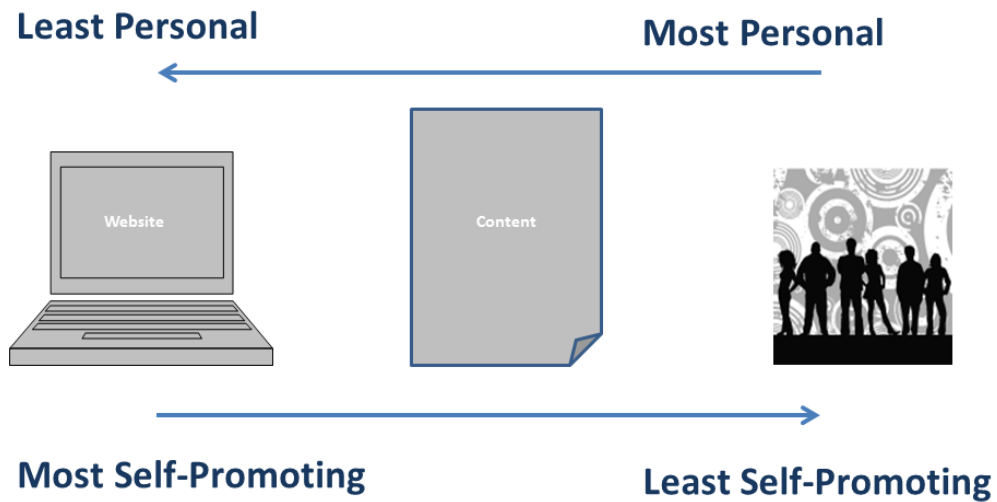 Least Personal
Most Personal
Website
Content
Most Self-Promoting
Least Self-Promoting